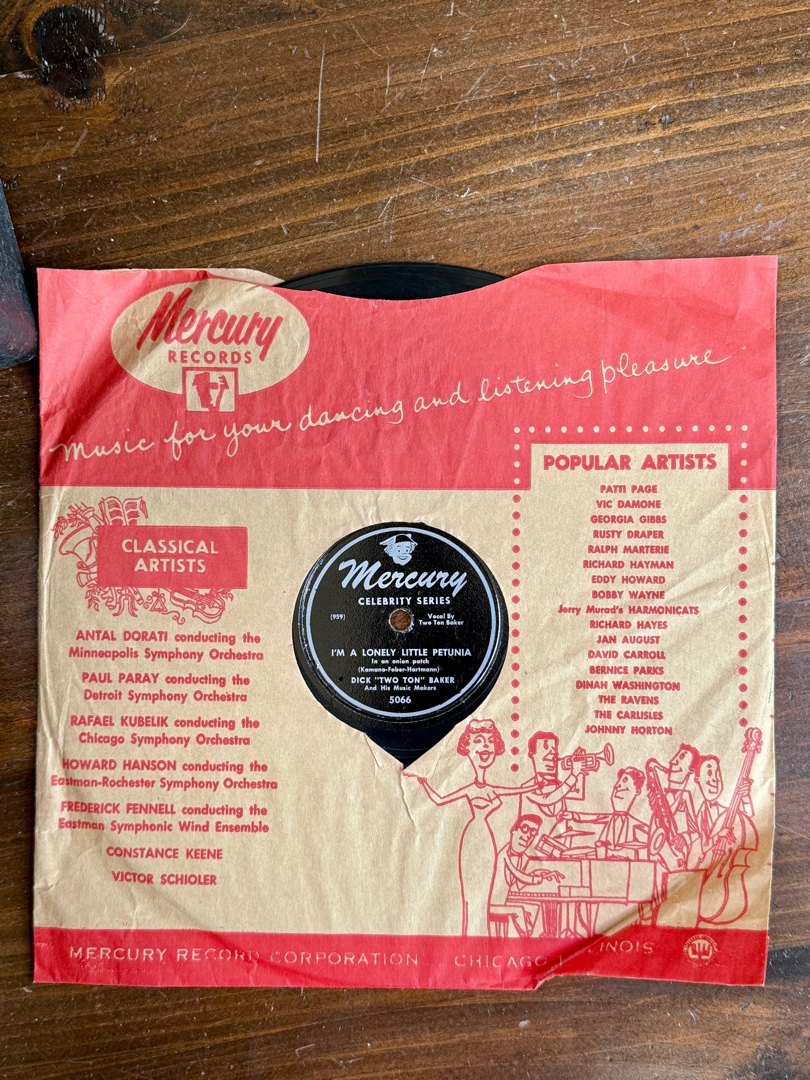 Mercury
RECORDS
Music for your dancing and listening pleasure
CLASSICAL
ARTISTS
ANTAL DORATI conducting the
Minneapolis Symphony Orchestra
PAUL PARAY conducting the
Detroit Symphony Orchestra
RAFAEL KUBELIK conducting the
Chicago Symphony Orchestra
HOWARD HANSON conducting the
Eastman-Rochester Symphony Orchestra
FREDERICK FENNELL conducting the
Eastman Symphonic Wind Ensemble
CONSTANCE KEENE
VICTOR SCHIOLER
Mercury
CELEBRITY SERIES
(959)
Vocal By
Two Ton Baker
I'M A LONELY LITTLE PETUNIA
In an onion patch
(Kamano-Faber-Hartmann)
DICK "TWO TON" BAKER
And His Music Makers
5066
POPULAR ARTISTS
PATTI PAGE
VIC DAMONE
GEORGIA GIBBS
RUSTY DRAPER
RALPH MARTERIE
RICHARD HAYMAN
EDDY HOWARD
BOBBY WAYNE
Jerry Murad's HARMONICATS
RICHARD HAYES
JAN AUGUST
DAVID CARROLL
BERNICE PARKS
DINAH WASHINGTON
THE RAVENS
THE CARLISLES
JOHNNY HORTON
MERCURY RECORD CORPORATION CHICAGO 1 ILLINOIS